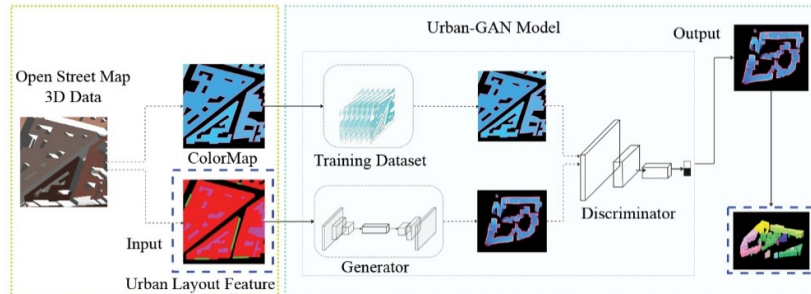 Urban-GAN Model
Output
Open Street Map
3D Data
ColorMap
Training Dataset
Discriminator
Input
Generator
Urban Layout Feature